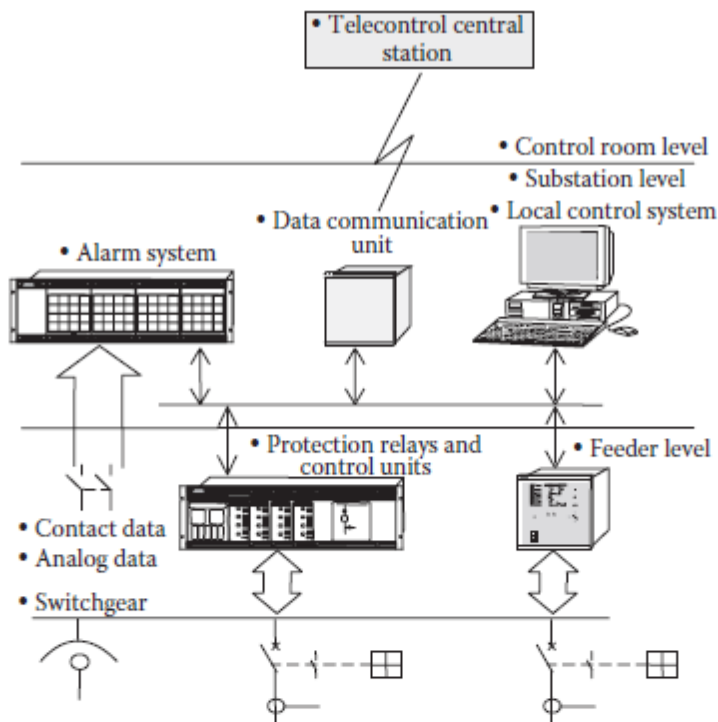 • Telecontrol central
station
• Control room level
• Substation level
• Data communication
unit
• Local control system
• Alarm system
• Protection relays and
control units
• Feeder level
• Contact data
• Analog data
• Switchgear